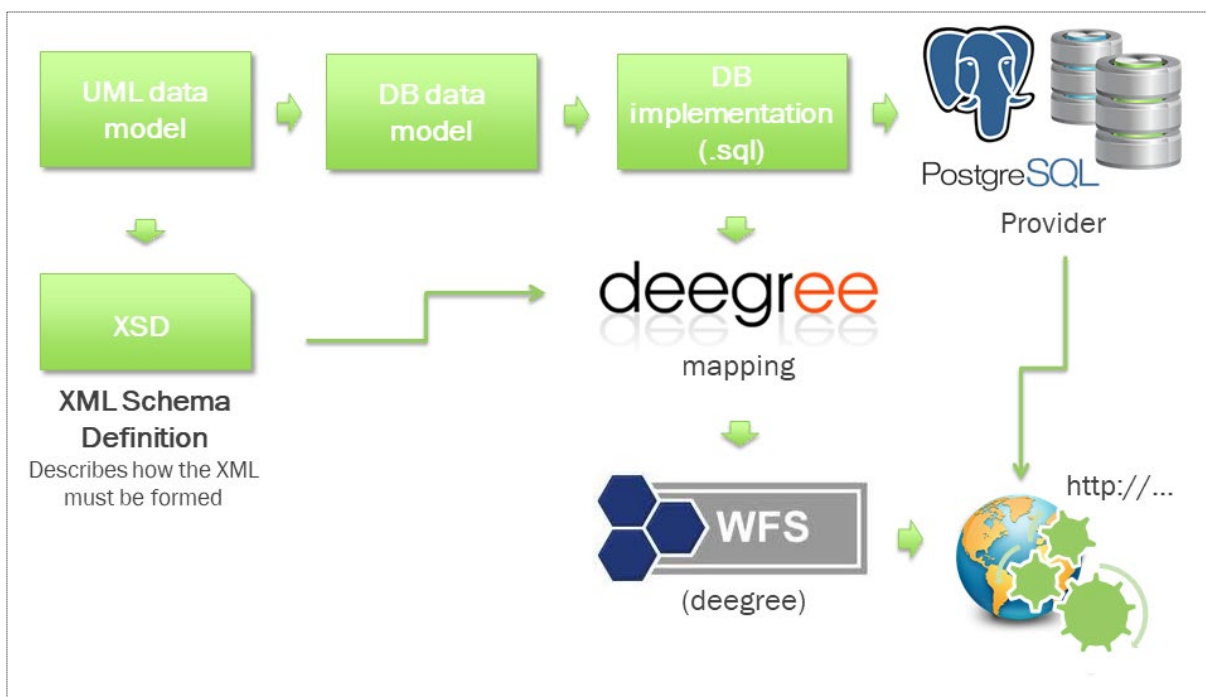 UML data
model
DB data
model
DB
implementation
(.sql)
PostgreSQL
Provider
XSD
deegree
mapping
XML Schema
Definition
Describes how the XML
must be formed
WFS
(deegree)
http://...